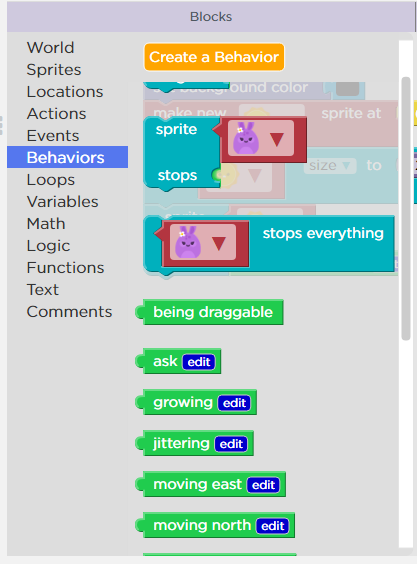 Blocks
World
Sprites
Locations
Actions
Events
Behaviors
Loops
Variables
Math
Logic
Functions
Text
Comments
Create a Behavior
background color
make new
sprite at
sprite
stops
size
to
sprite
stops everything
being draggable
ask edit
growing edit
jittering edit
moving east edit
moving north edit